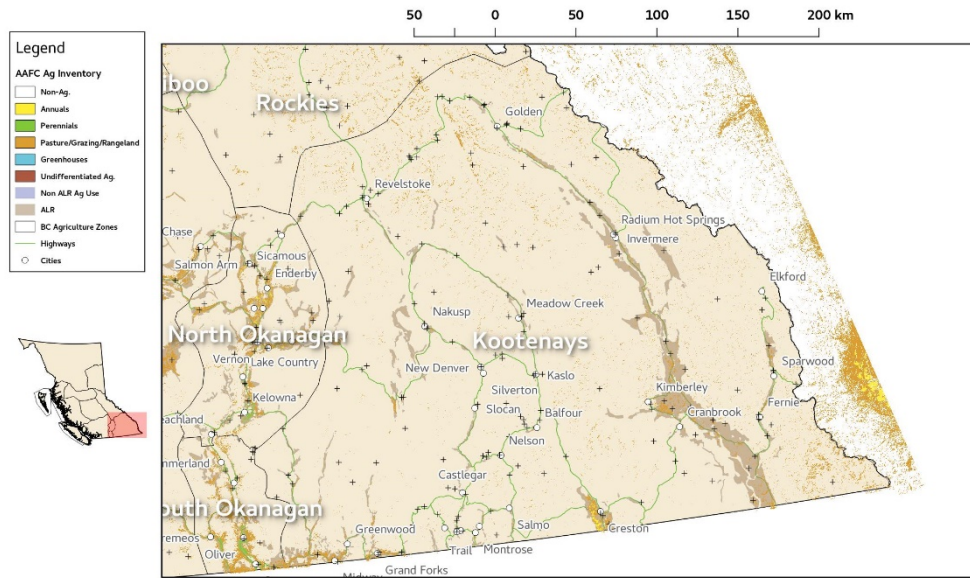 50 0 50 100 150 200 km
Legend
AAFC Ag Inventory
Non-Ag.
Annuals
Perennials
Pasture/Grazing/Rangeland
Greenhouses
Undifferentiated Ag.
Non ALR Ag Use
ALR
BC Agriculture Zones
Highways
Cities
iboo
Rockies
Golden
Revelstoke
Radium Hot Springs
Invermere
Chase
Sicamous
Salmon Arm
Enderby
Elkford
Meadow Creek
Nakusp
North Okanagan
Kootenays
Vernon
Lake Country
New Denver
Sparwood
Kaslo
Silverton
Kimberley
Kelowna
Slocan
Balfour
Fernie
Cranbrook
eachland
Nelson
mmerland
Castlegar
outh Okanagan
Salmo
Creston
Greenwood
remeos
Trail
Montrose
Oliver
Grand Forks
Midway